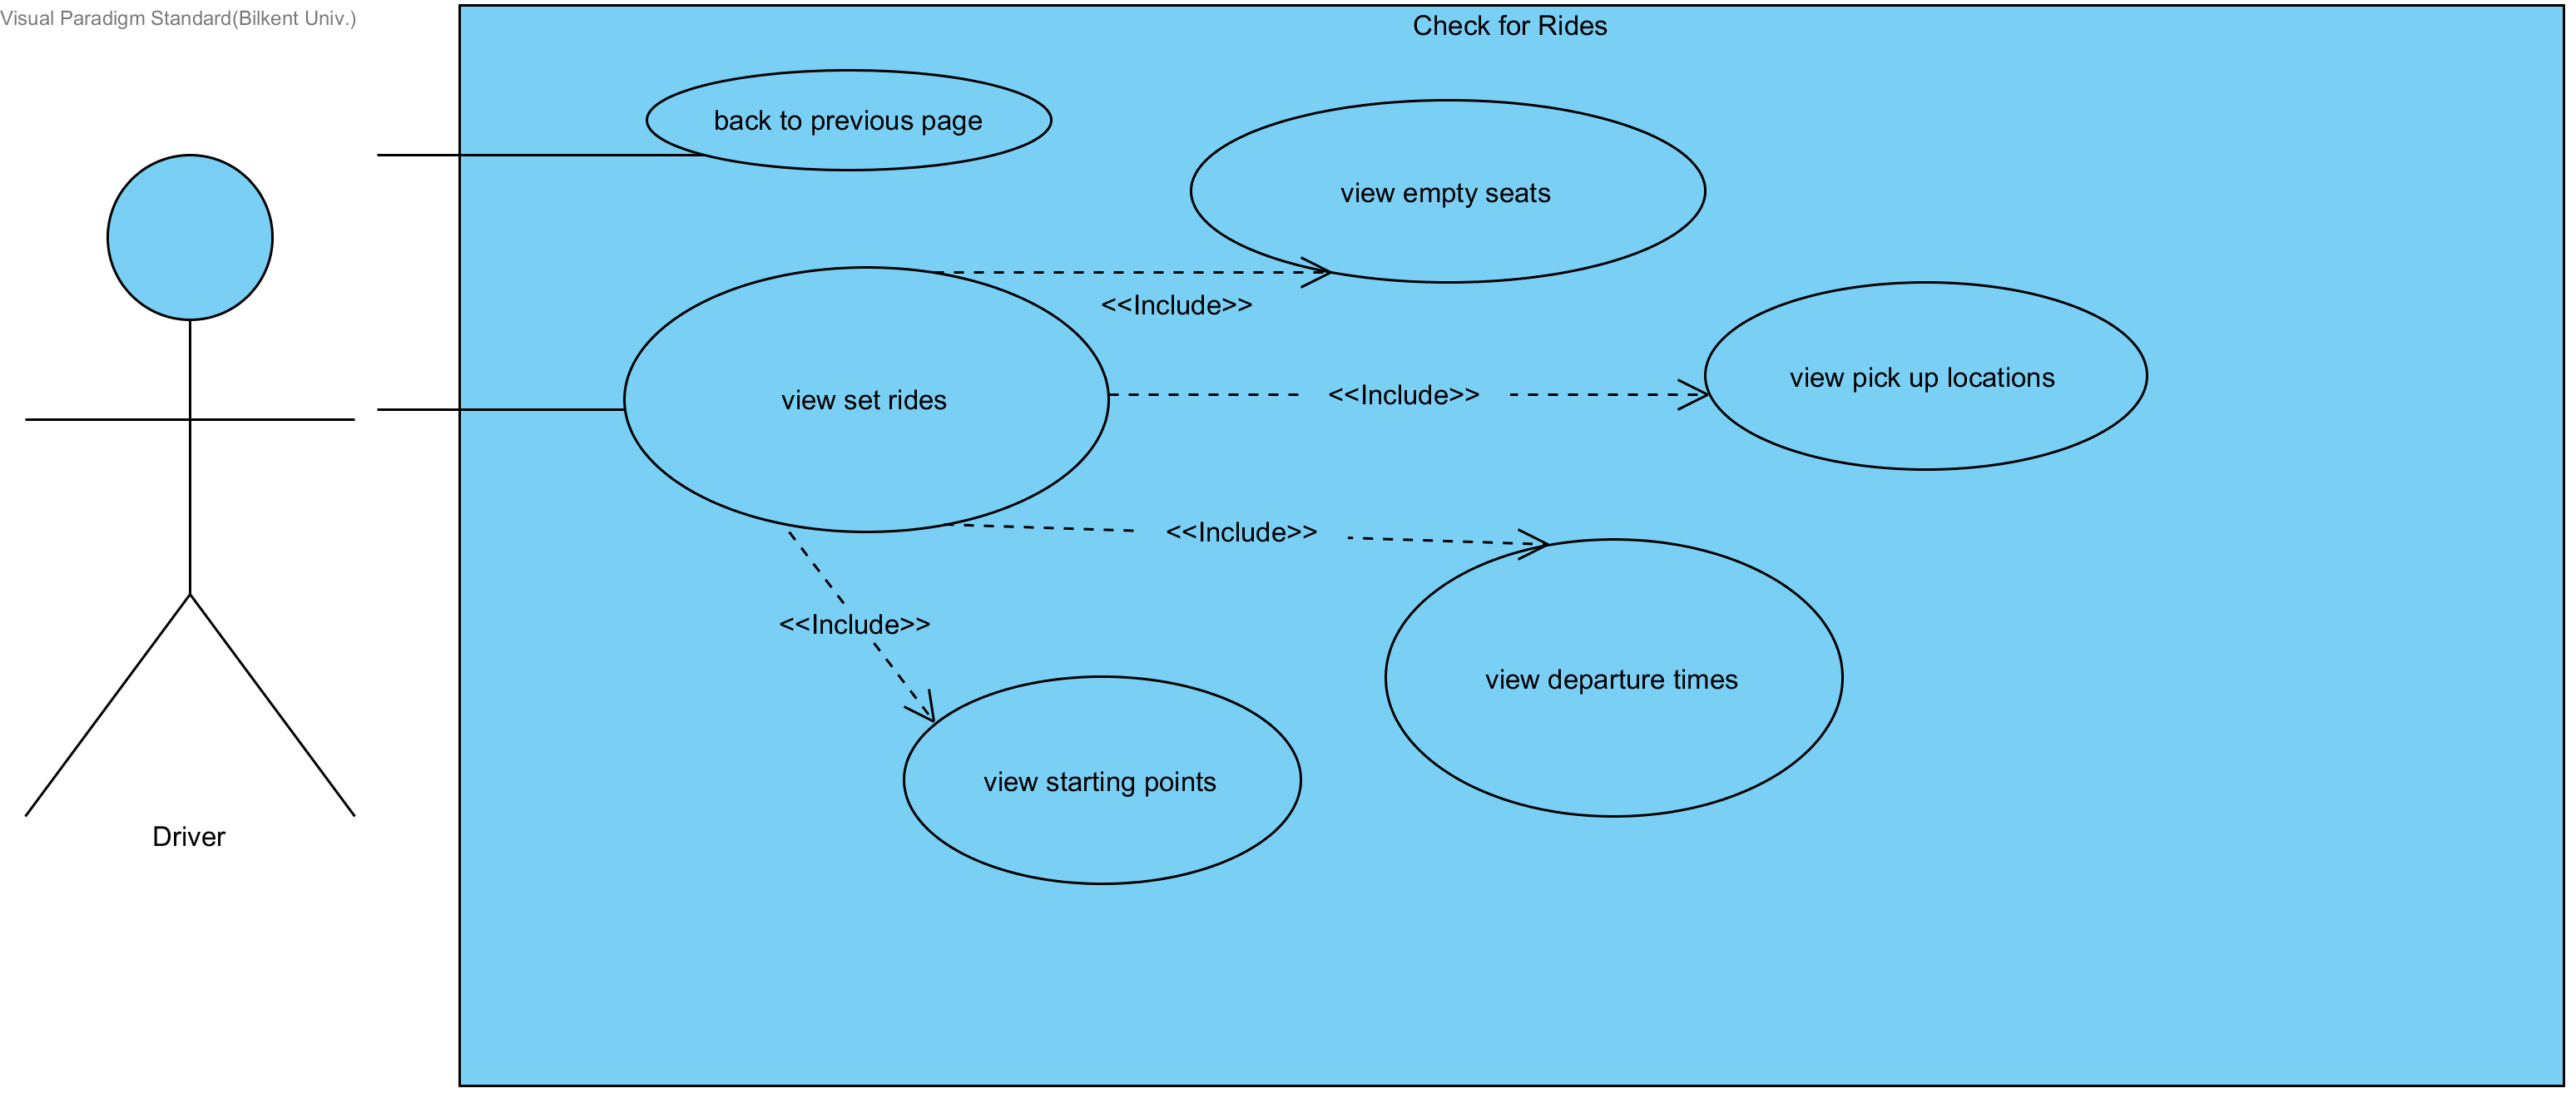 Visual Paradigm Standard(Bilkent Univ.)
Check for Rides
back to previous page
view empty seats
<<Include>>
view set rides
<<Include>>
view pick up locations
<<Include>>
<<Include>>
view departure times
view starting points
Driver